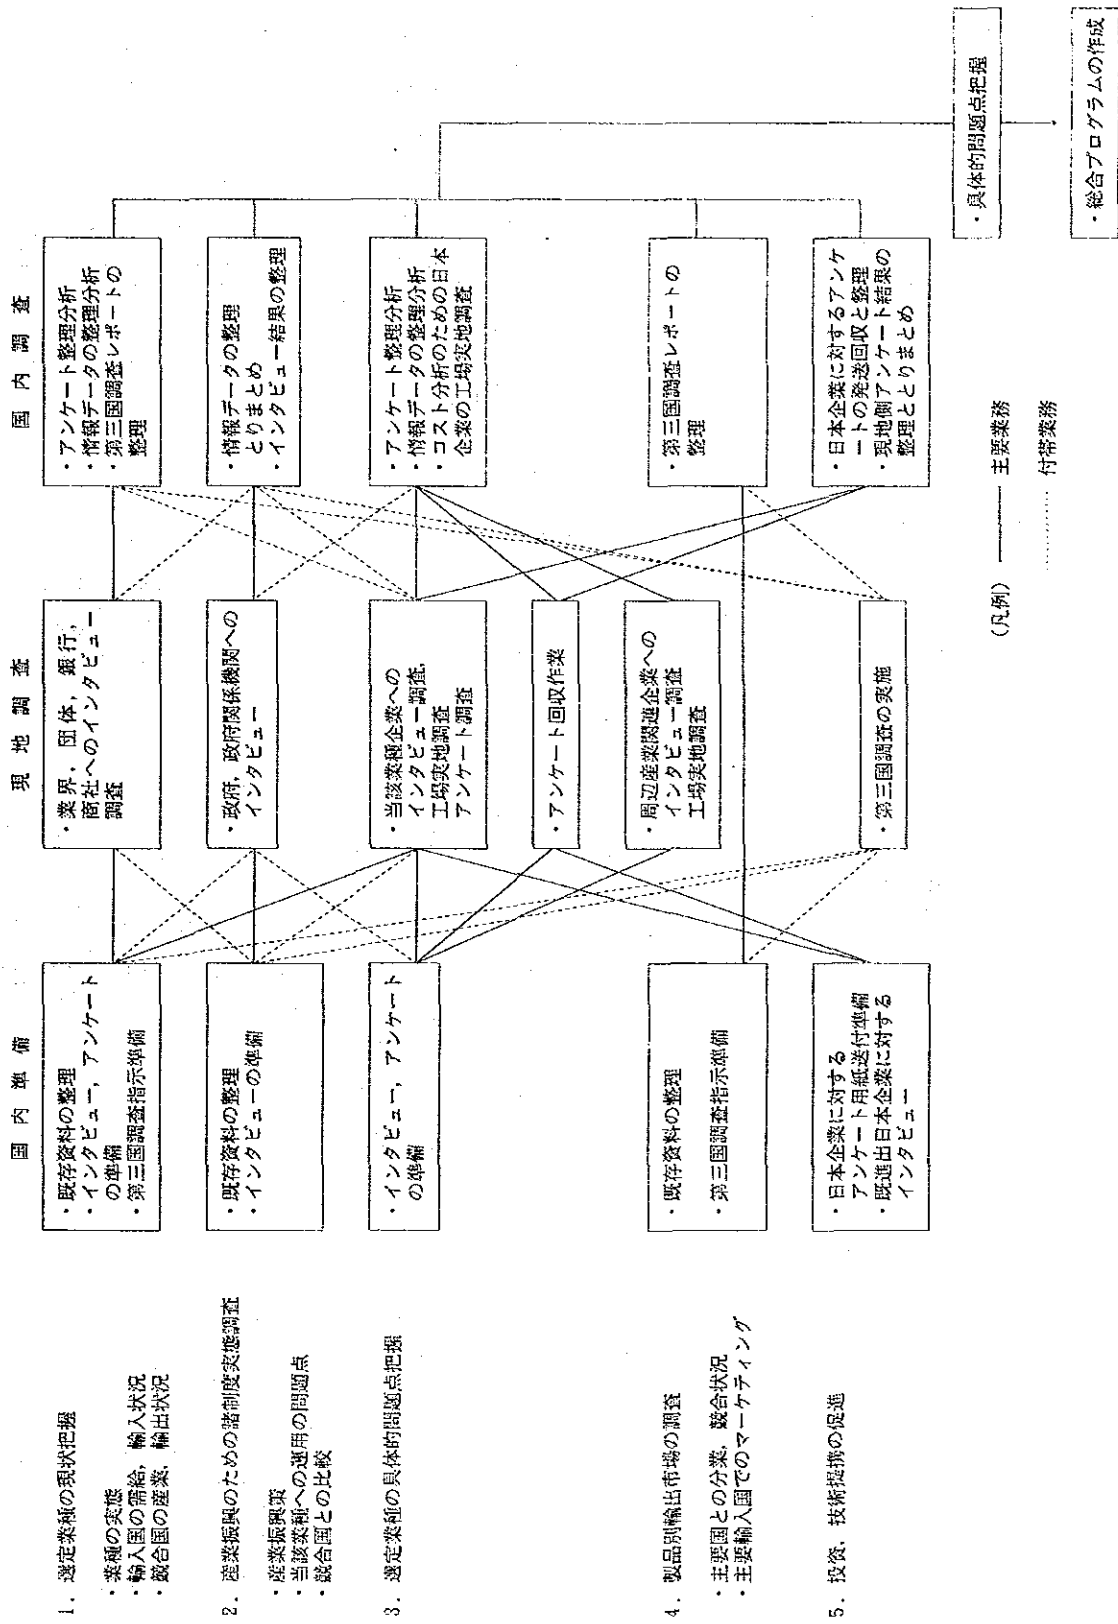 国内準備
現地調査
国内調査
1. 選定業種の現状把握
・業種の実態
・輸入国の需給，輸入状況
・競合国の産業，輸出状況
・既存資料の整理
・インタビュー，アンケート
の準備
・第三国調査指示準備
・業界，団体，銀行，
商社へのインタビュー
調査
・アンケート整理分析
・情報データの整理分析
・第三国調査レポートの
整理
2. 産業振興のための諸制度実態調査
・産業振興策
・当該業種への運用の問題点
・競合国との比較
・既存資料の整理
・インタビューの準備
・政府，政府関係機関への
インタビュー
・情報データの整理
とりまとめ
・インタビュー結果の整理
3. 選定業種の具体的問題点把握
・インタビュー，アンケート
の準備
・当該業種企業への
インタビュー調査，
工場実地調査
アンケート調査
・アンケート回収作業
・周辺産業関連企業への
インタビュー調査
工場実地調査
・アンケート整理分析
・情報データの整理分析
・コスト分析のための日本
企業の工場実地調査
4. 製品別輸出市場の調査
・主要国との分業，競合状況
・主要輸入国でのマーケティング
・既存資料の整理
・第三国調査指示準備
・第三国調査の実施
・第三国調査レポートの
整理
5. 投資，技術提携の促進
・日本企業に対する
アンケート用紙送付準備
・既進出日本企業に対する
インタビュー
・日本企業に対するアンケ
ートの発送回収と整理
・現地側アンケート結果の
整理ととりまとめ
・具体的問題点把握
・総合プログラムの作成
(凡例) 主要業務
付帯業務